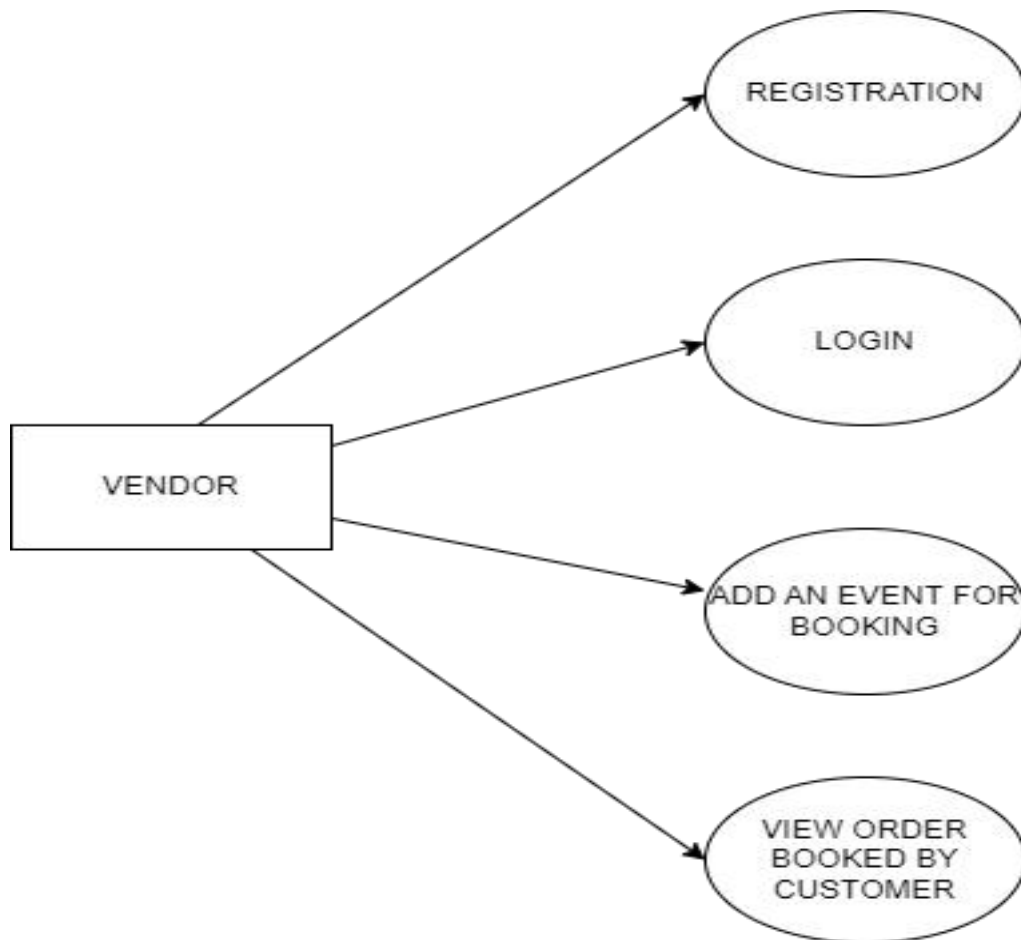 REGISTRATION
LOGIN
VENDOR
ADD AN EVENT FOR
BOOKING
VIEW ORDER
BOOKED BY
CUSTOMER